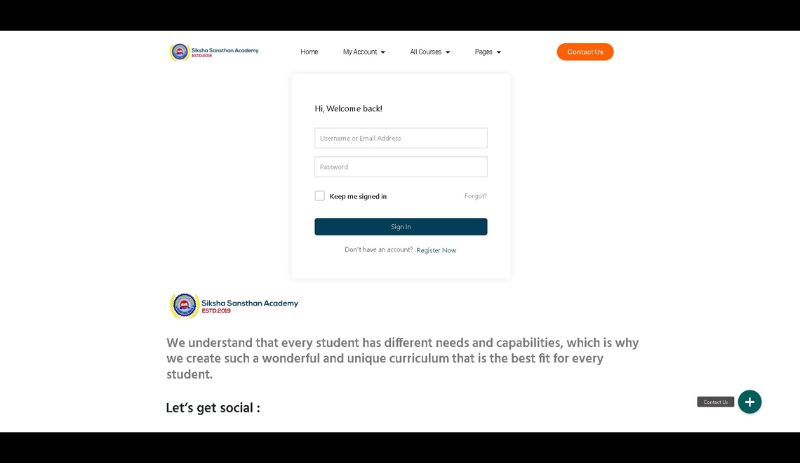 Siksha Sansthan Academy
ESTD:2019
Home
My Account
All Courses
Pages
Contact Us
Hi, Welcome back!
Username or Email Address
Password
Keep me signed in
Forgot?
Sign In
Don't have an account? Register Now
Siksha Sansthan Academy
ESTD:2019
We understand that every student has different needs and capabilities, which is why
we create such a wonderful and unique curriculum that is the best fit for every
student.
Let's get social :
Contact Us